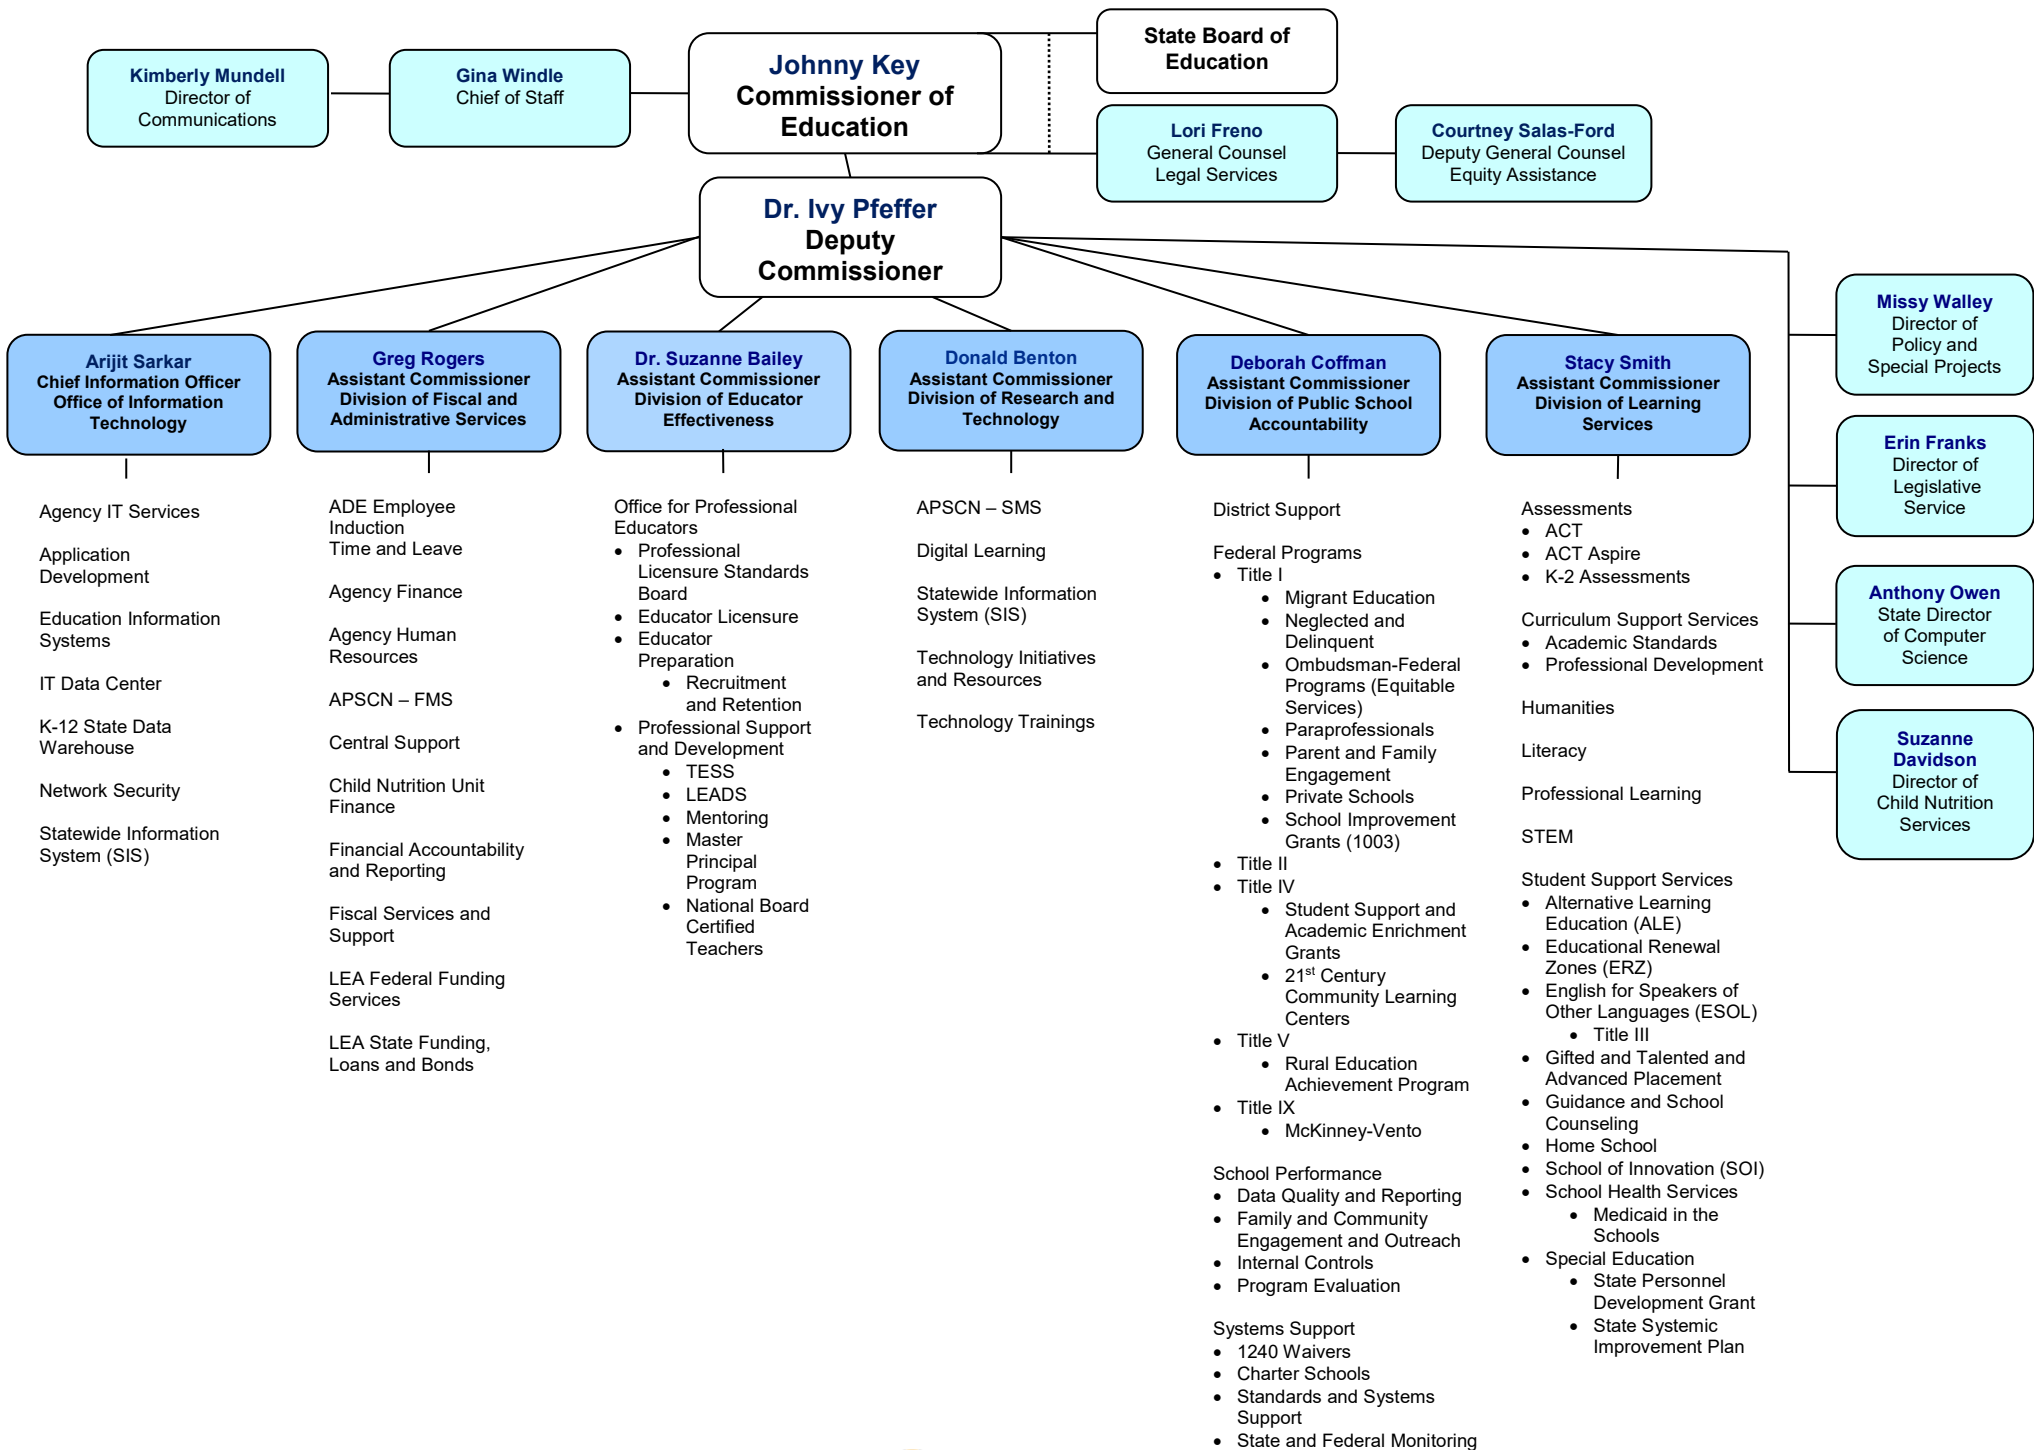 Kimberly Mundell
Director of
Communications
Gina Windle
Chief of Staff
Johnny Key
Commissioner of
Education
State Board of
Education
Lori Freno
General Counsel
Legal Services
Courtney Salas-Ford
Deputy General Counsel
Equity Assistance
Dr. Ivy Pfeffer
Deputy
Commissioner
Arijit Sarkar
Chief Information Officer
Office of Information
Technology
Agency IT Services
Application
Development
Education Information
Systems
IT Data Center
K-12 State Data
Warehouse
Network Security
Statewide Information
System (SIS)
Greg Rogers
Assistant Commissioner
Division of Fiscal and
Administrative Services
ADE Employee
Induction
Time and Leave
Agency Finance
Agency Human
Resources
APSCN – FMS
Central Support
Child Nutrition Unit
Finance
Financial Accountability
and Reporting
Fiscal Services and
Support
LEA Federal Funding
Services
LEA State Funding,
Loans and Bonds
Dr. Suzanne Bailey
Assistant Commissioner
Division of Educator
Effectiveness
Office for Professional
Educators
• Professional
Licensure Standards
Board
• Educator Licensure
• Educator
Preparation
• Recruitment
and Retention
• Professional Support
and Development
• TESS
• LEADS
• Mentoring
• Master
Principal
Program
• National Board
Certified
Teachers
Donald Benton
Assistant Commissioner
Division of Research and
Technology
APSCN – SMS
Digital Learning
Statewide Information
System (SIS)
Technology Initiatives
and Resources
Technology Trainings
Deborah Coffman
Assistant Commissioner
Division of Public School
Accountability
District Support
Federal Programs
• Title I
• Migrant Education
• Neglected and
Delinquent
• Ombudsman-Federal
Programs (Equitable
Services)
• Paraprofessionals
• Parent and Family
Engagement
• Private Schools
• School Improvement
Grants (1003)
• Title II
• Title IV
• Student Support and
Academic Enrichment
Grants
• 21st Century
Community Learning
Centers
• Title V
• Rural Education
Achievement Program
• Title IX
• McKinney-Vento
School Performance
• Data Quality and Reporting
• Family and Community
Engagement and Outreach
• Internal Controls
• Program Evaluation
Systems Support
• 1240 Waivers
• Charter Schools
• Standards and Systems
Support
• State and Federal Monitoring
Stacy Smith
Assistant Commissioner
Division of Learning
Services
Assessments
• ACT
• ACT Aspire
• K-2 Assessments
Curriculum Support Services
• Academic Standards
• Professional Development
Humanities
Literacy
Professional Learning
STEM
Student Support Services
• Alternative Learning
Education (ALE)
• Educational Renewal
Zones (ERZ)
• English for Speakers of
Other Languages (ESOL)
• Title III
• Gifted and Talented and
Advanced Placement
• Guidance and School
Counseling
• Home School
• School of Innovation (SOI)
• School Health Services
• Medicaid in the
Schools
• Special Education
• State Personnel
Development Grant
• State Systemic
Improvement Plan
Missy Walley
Director of
Policy and
Special Projects
Erin Franks
Director of
Legislative
Service
Anthony Owen
State Director
of Computer
Science
Suzanne
Davidson
Director of
Child Nutrition
Services